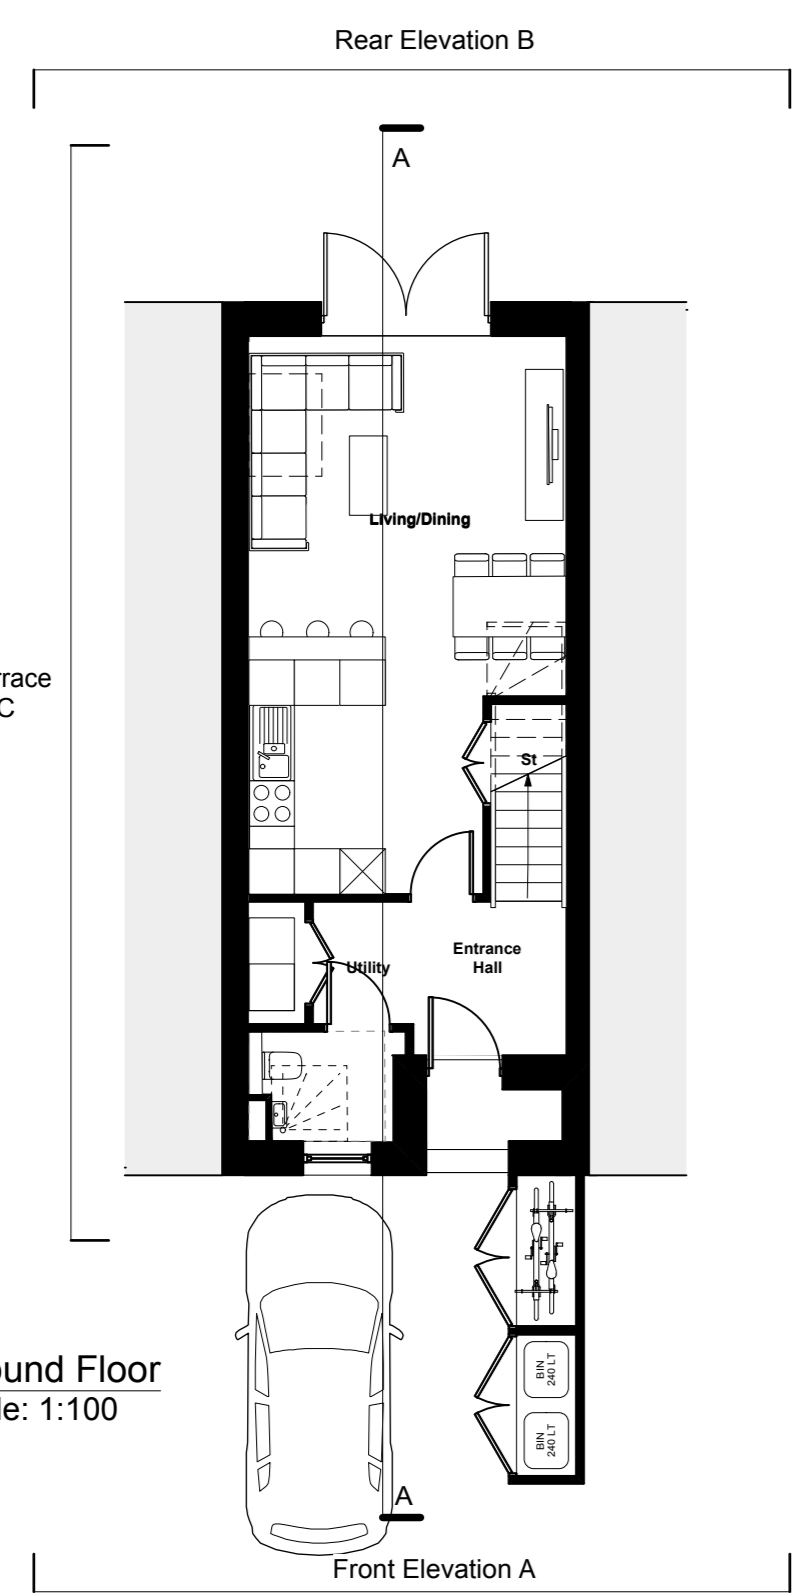 Rear Elevation B
A
Living/Dining
rrace
C
St
Entrance
Hall
Utility
BIN
240 LT
BIN
240 LT
ound Floor
le: 1:100
A
Front Elevation A